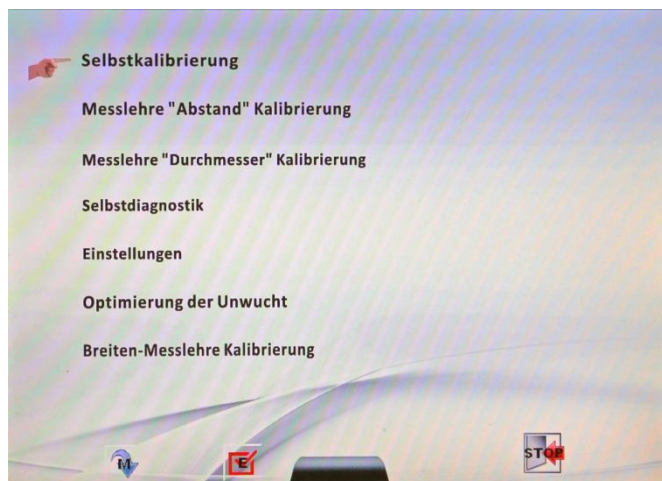 Selbstkalibrierung
Messlehre "Abstand" Kalibrierung
Messlehre "Durchmesser" Kalibrierung
Selbstdiagnostik
Einstellungen
Optimierung der Unwucht
Breiten-Messlehre Kalibrierung
M E STOP